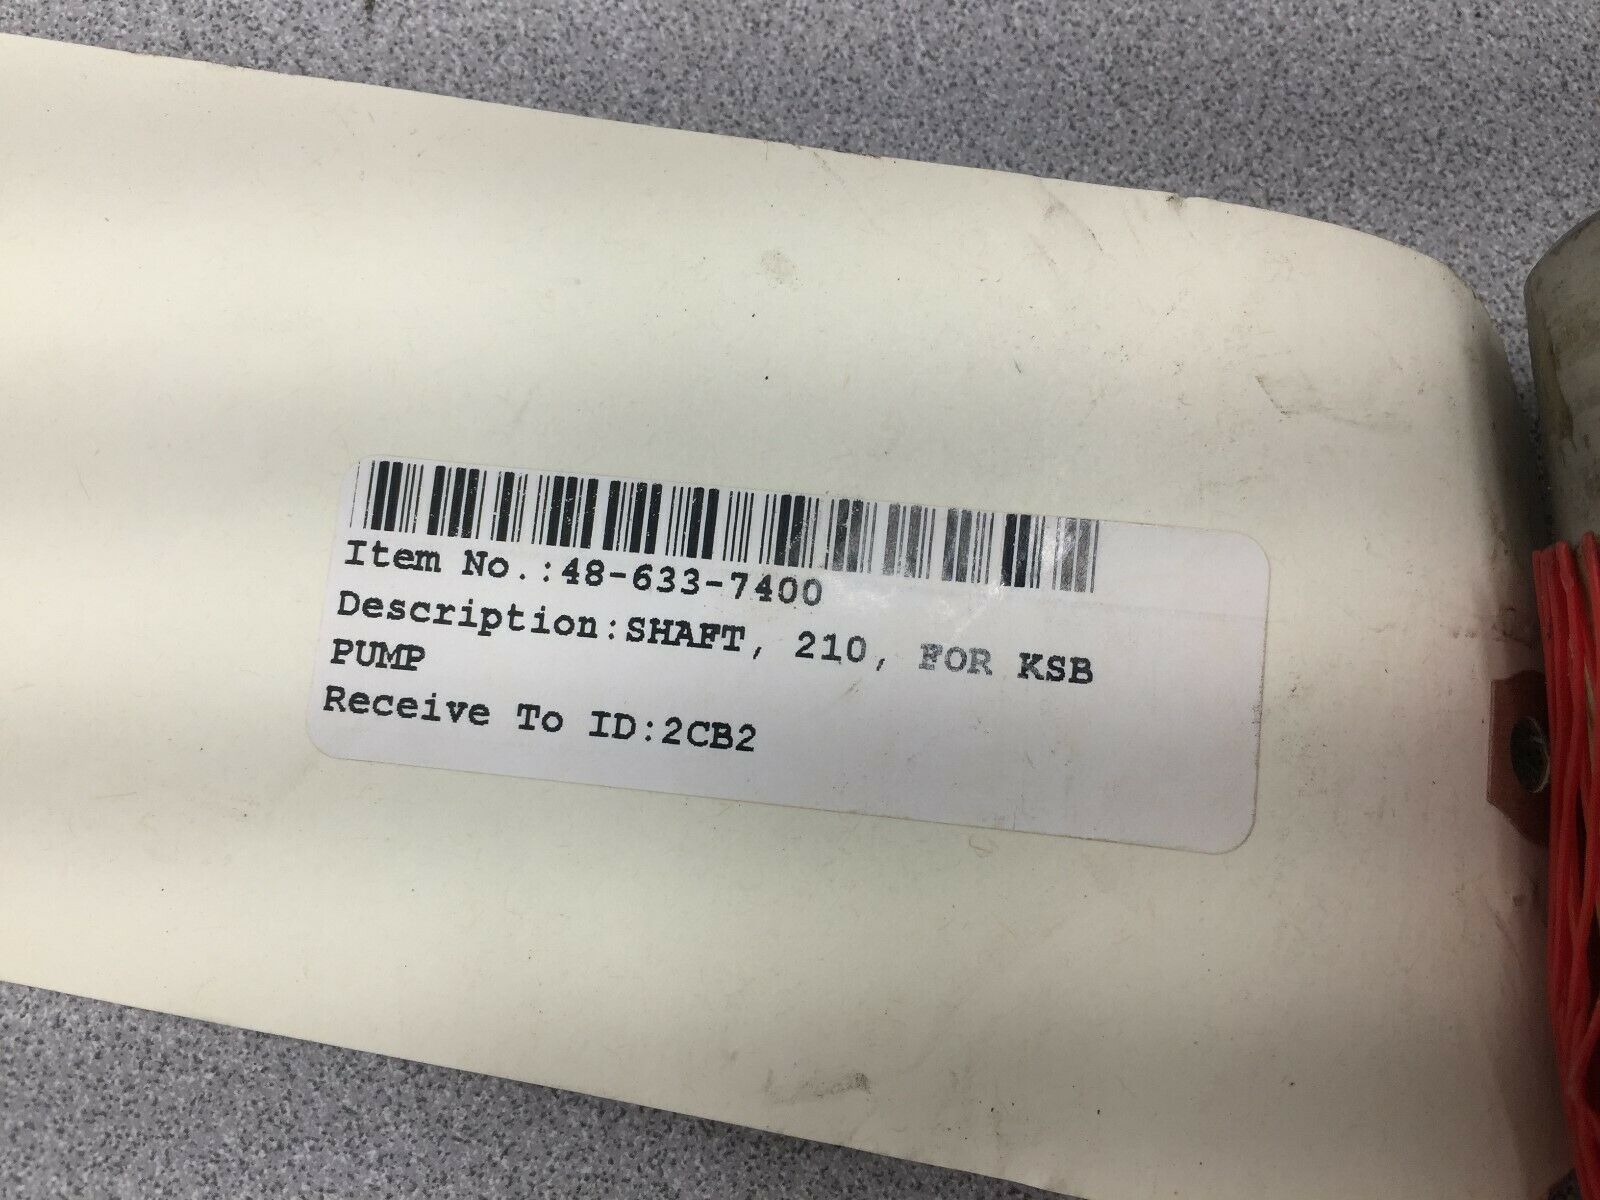 Item No.:48-633-7400
Description:SHAFT, 210, FOR KSB
PUMP
Receive To ID:2CB2